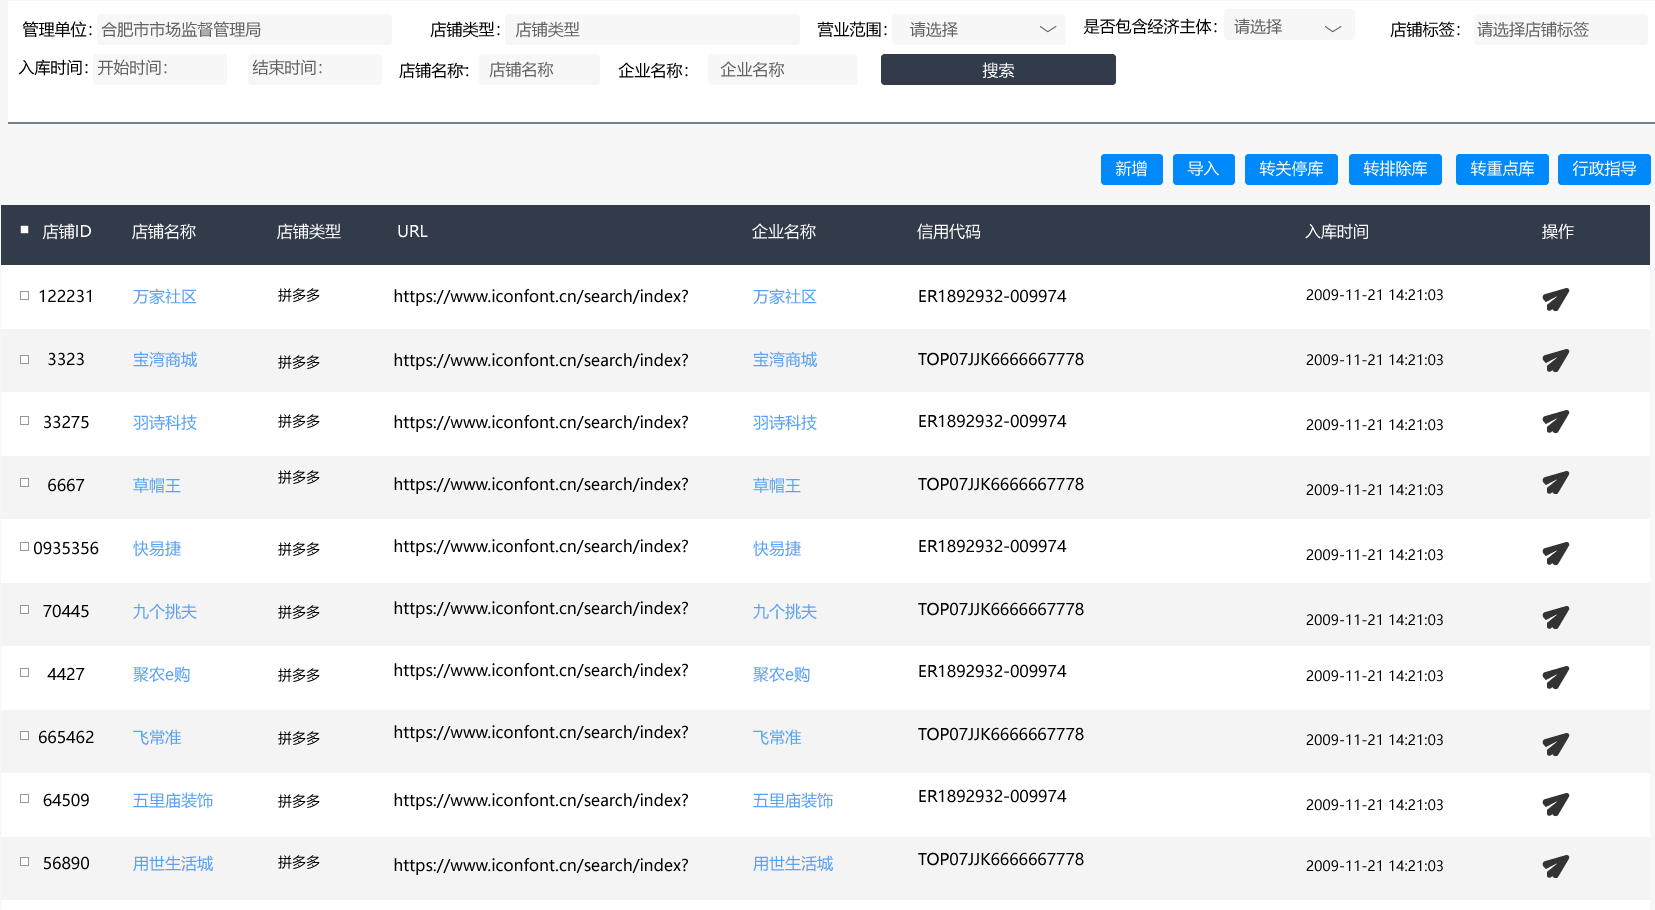 管理单位：合肥市市场监督管理局 店铺类型：店铺类型 营业范围：请选择 是否包含经济主体：请选择 店铺标签：请选择店铺标签
入库时间：开始时间： 结束时间： 店铺名称：店铺名称 企业名称：企业名称 搜索
新增 导入 转关停库 转排除库 转重点库 行政指导
店铺ID 店铺名称 店铺类型 URL 企业名称 信用代码 入库时间 操作
122231 万家社区 拼多多 https://www.iconfont.cn/search/index? 万家社区 ER1892932-009974 2009-11-21 14:21:03
3323 宝湾商城 拼多多 https://www.iconfont.cn/search/index? 宝湾商城 TOP07JJK6666667778 2009-11-21 14:21:03
33275 羽诗科技 拼多多 https://www.iconfont.cn/search/index? 羽诗科技 ER1892932-009974 2009-11-21 14:21:03
6667 草帽王 拼多多 https://www.iconfont.cn/search/index? 草帽王 TOP07JJK6666667778 2009-11-21 14:21:03
0935356 快易捷 拼多多 https://www.iconfont.cn/search/index? 快易捷 ER1892932-009974 2009-11-21 14:21:03
70445 九个挑夫 拼多多 https://www.iconfont.cn/search/index? 九个挑夫 TOP07JJK6666667778 2009-11-21 14:21:03
4427 聚农e购 拼多多 https://www.iconfont.cn/search/index? 聚农e购 ER1892932-009974 2009-11-21 14:21:03
665462 飞常准 拼多多 https://www.iconfont.cn/search/index? 飞常准 TOP07JJK6666667778 2009-11-21 14:21:03
64509 五里庙装饰 拼多多 https://www.iconfont.cn/search/index? 五里庙装饰 ER1892932-009974 2009-11-21 14:21:03
56890 用世生活城 拼多多 https://www.iconfont.cn/search/index? 用世生活城 TOP07JJK6666667778 2009-11-21 14:21:03